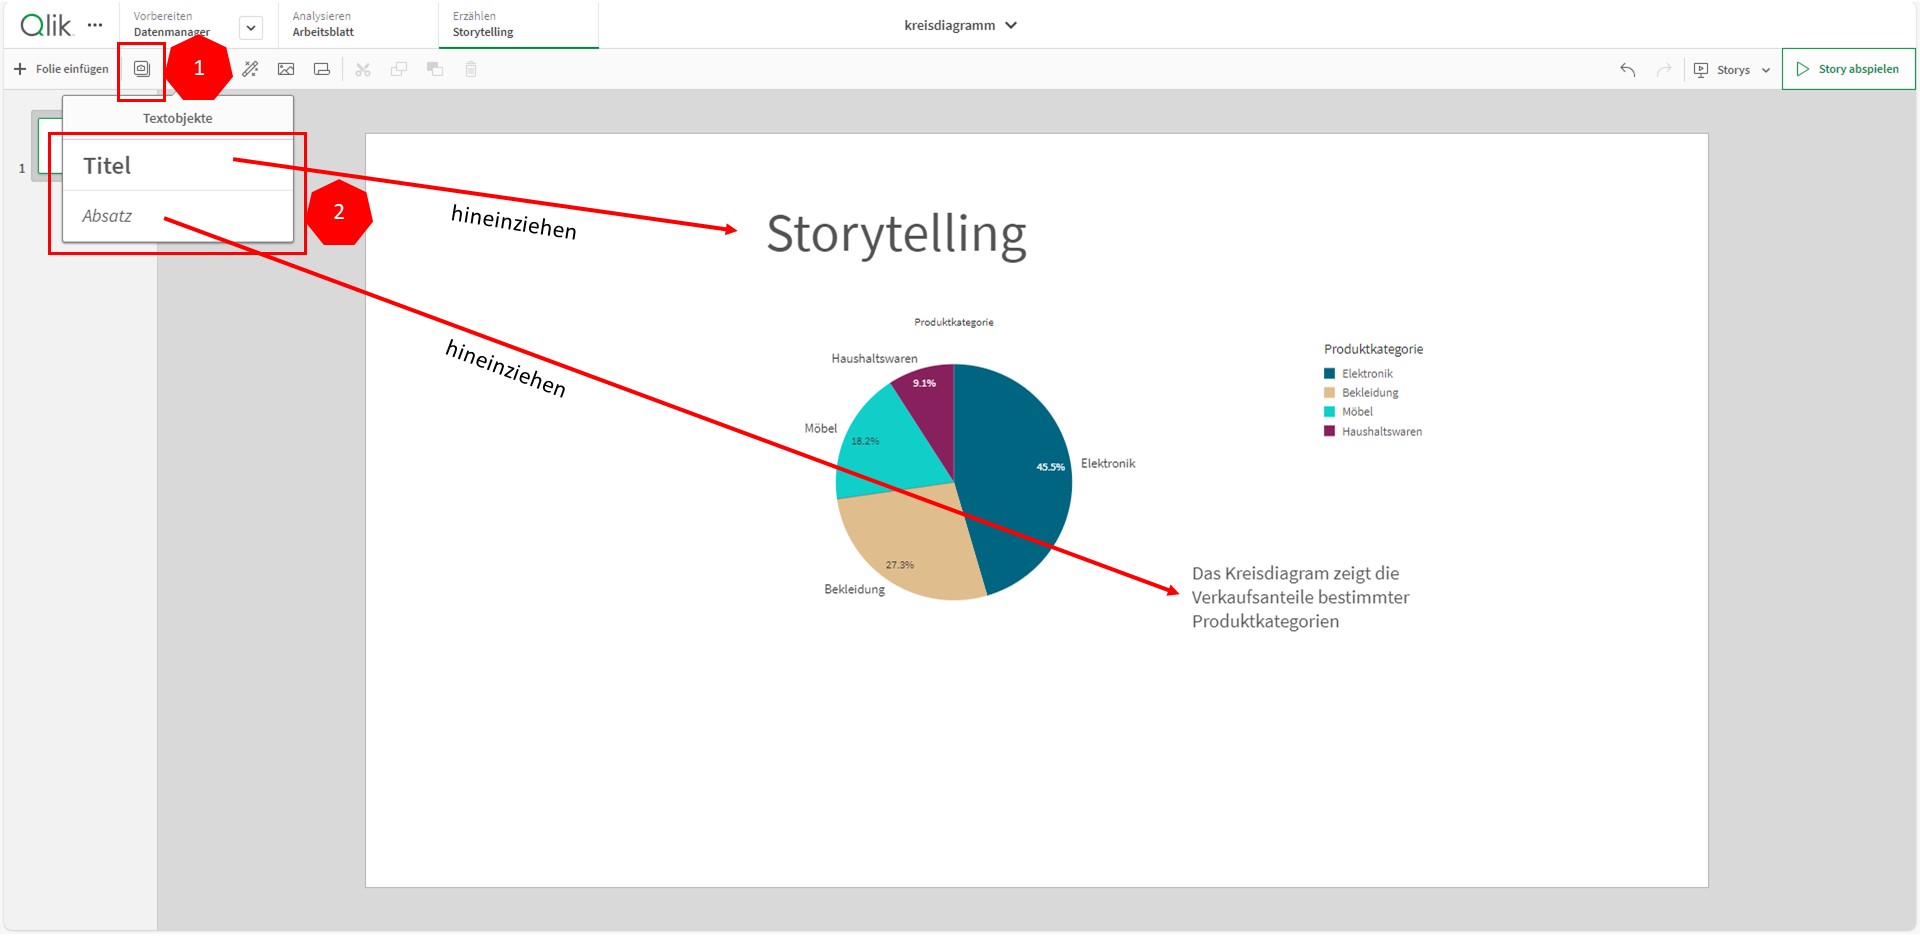 Qlik
Vorbereiten
Datenmanager
Analysieren
Arbeitsblatt
Erzählen
Storytelling
kreisdiagramm
Folie einfügen
1
Storys
Story abspielen
Textobjekte
Titel
Absatz
1
2
hineinziehen
hineinziehen
Storytelling
Produktkategorie
Haushaltswaren
9.1%
Möbel
18.2%
45.5%
Elektronik
27.3%
Bekleidung
Produktkategorie
Elektronik
Bekleidung
Möbel
Haushaltswaren
Das Kreisdiagram zeigt die
Verkaufsanteile bestimmter
Produktkategorien